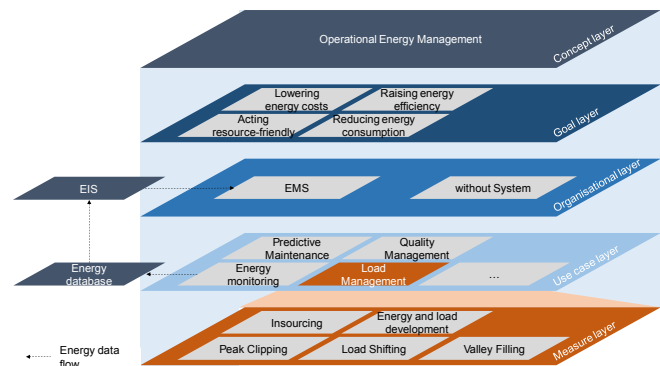 Operational Energy Management
Concept layer
Lowering
energy costs
Raising energy
efficiency
Acting
resource-friendly
Reducing energy
consumption
Goal layer
EIS
EMS
without System
Organisational layer
Predictive
Maintenance
Quality
Management
Energy
database
Energy
monitoring
Load
Management
...
Use case layer
Insourcing
Energy and load
development
Peak Clipping
Load Shifting
Valley Filling
Measure layer
Energy data
flow